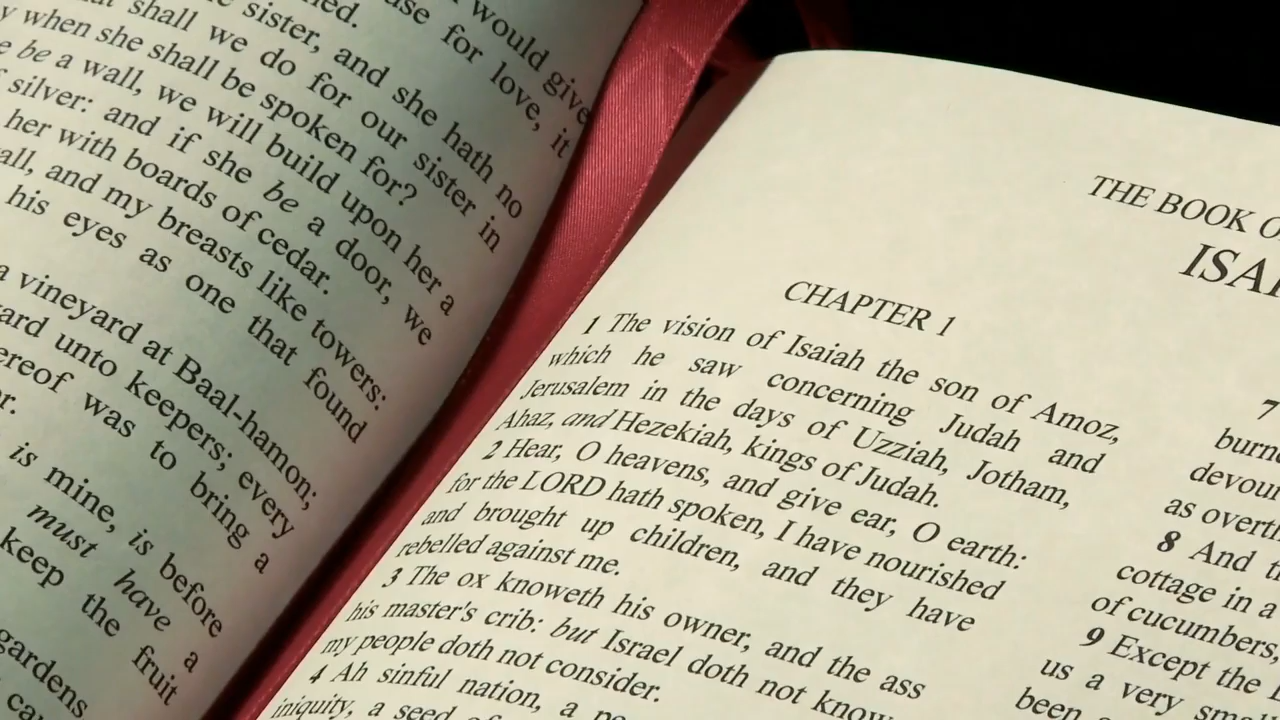 would give
use for love, it
sister, and she hath no
shall we do for our sister in
when she shall be spoken for?
be a wall, we will build upon her a
silver: and if she be a door, we
her with boards of cedar.
and my breasts like towers:
his eyes as one that found
a vineyard at Baal-hamon;
unto keepers; every
was to bring a
is mine, is before
must have a
keep the fruit
gardens
THE BOOK
CHAPTER 1
1 The vision of Isaiah the son of Amoz,
which he saw concerning Judah and
Jerusalem in the days of Uzziah, Jotham,
Ahaz, and Hezekiah, kings of Judah.
2 Hear, O heavens, and give ear, O earth:
for the LORD hath spoken, I have nourished
and brought up children, and they have
rebelled against me.
3 The ox knoweth his owner, and the ass
his master's crib: but Israel doth not know
my people doth not consider.
4 Ah sinful nation, a
iniquity, a seed
7
as
8 And
cottage in a
of cucumbers,
9 Except the
us a very
been